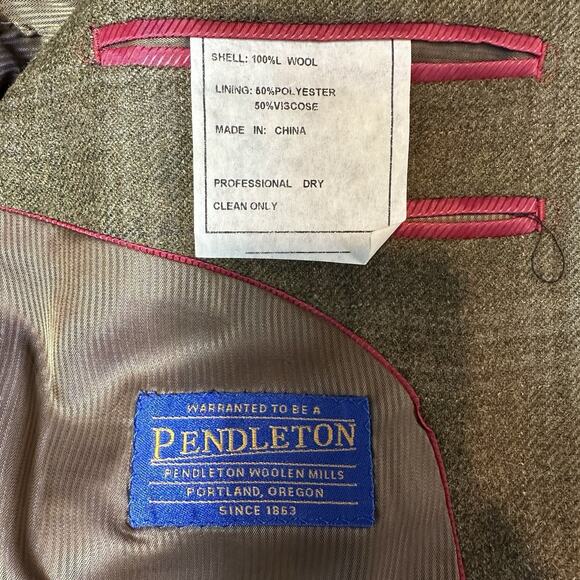 SHELL: 100%L WOOL
LINING: 50%POLYESTER
50%VISCOSE
MADE IN: CHINA
PROFESSIONAL DRY
CLEAN ONLY
WARRANTED TO BE A
PENDLETON
PENDLETON WOOLEN MILLS
PORTLAND, OREGON
SINCE 1863